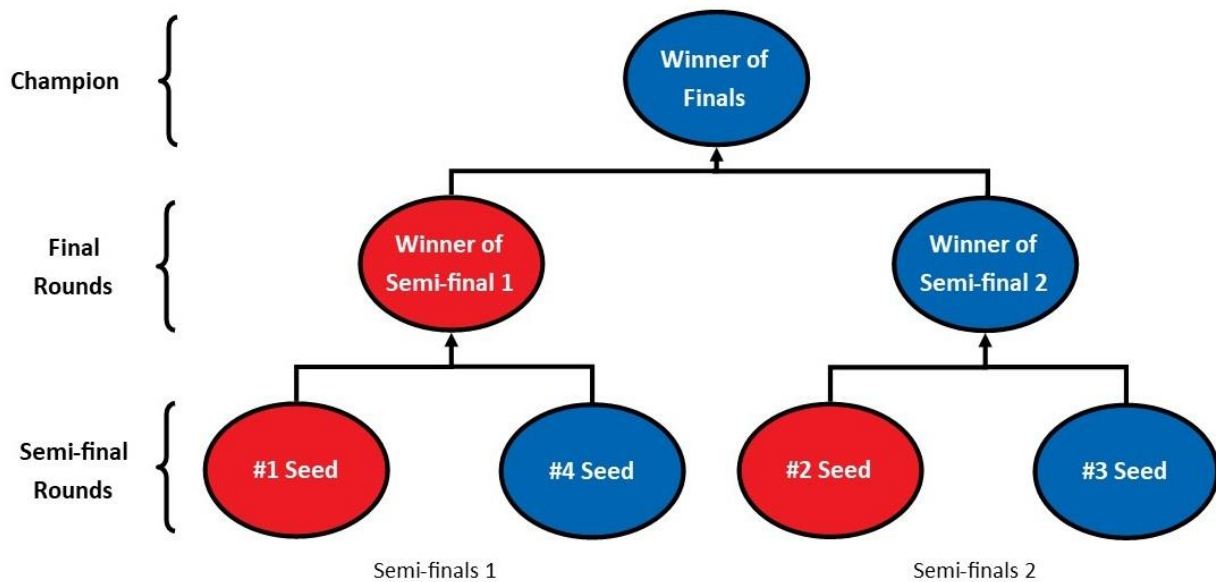 Champion
Winner of
Finals
Final
Rounds
Winner of
Semi-final 1
Winner of
Semi-final 2
Semi-final
Rounds
#1 Seed
#4 Seed
#2 Seed
#3 Seed
Semi-finals 1
Semi-finals 2